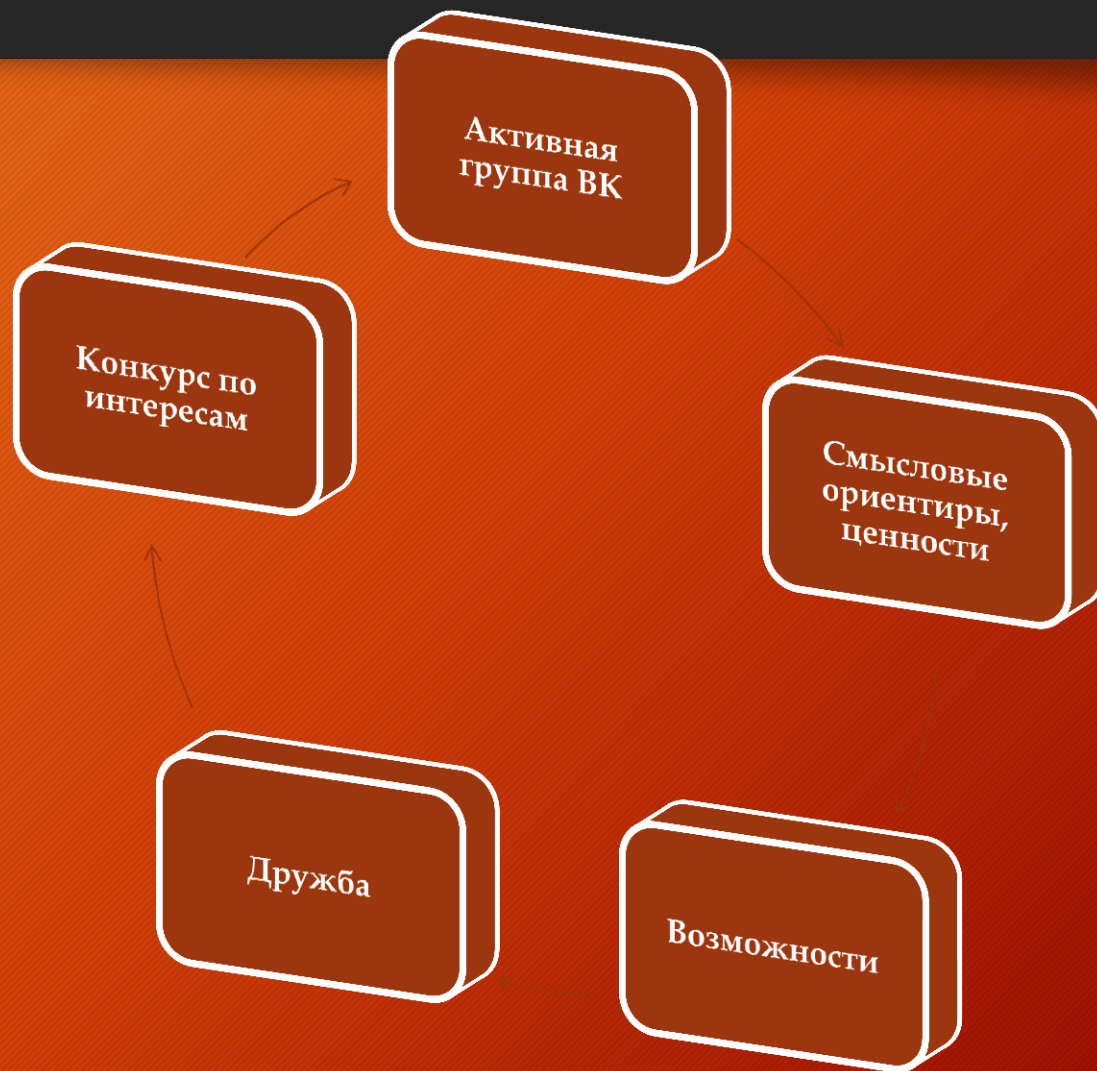 Активная
группа ВК
Смысловые
ориентиры,
ценности
Возможности
Дружба
Конкурс по
интересам